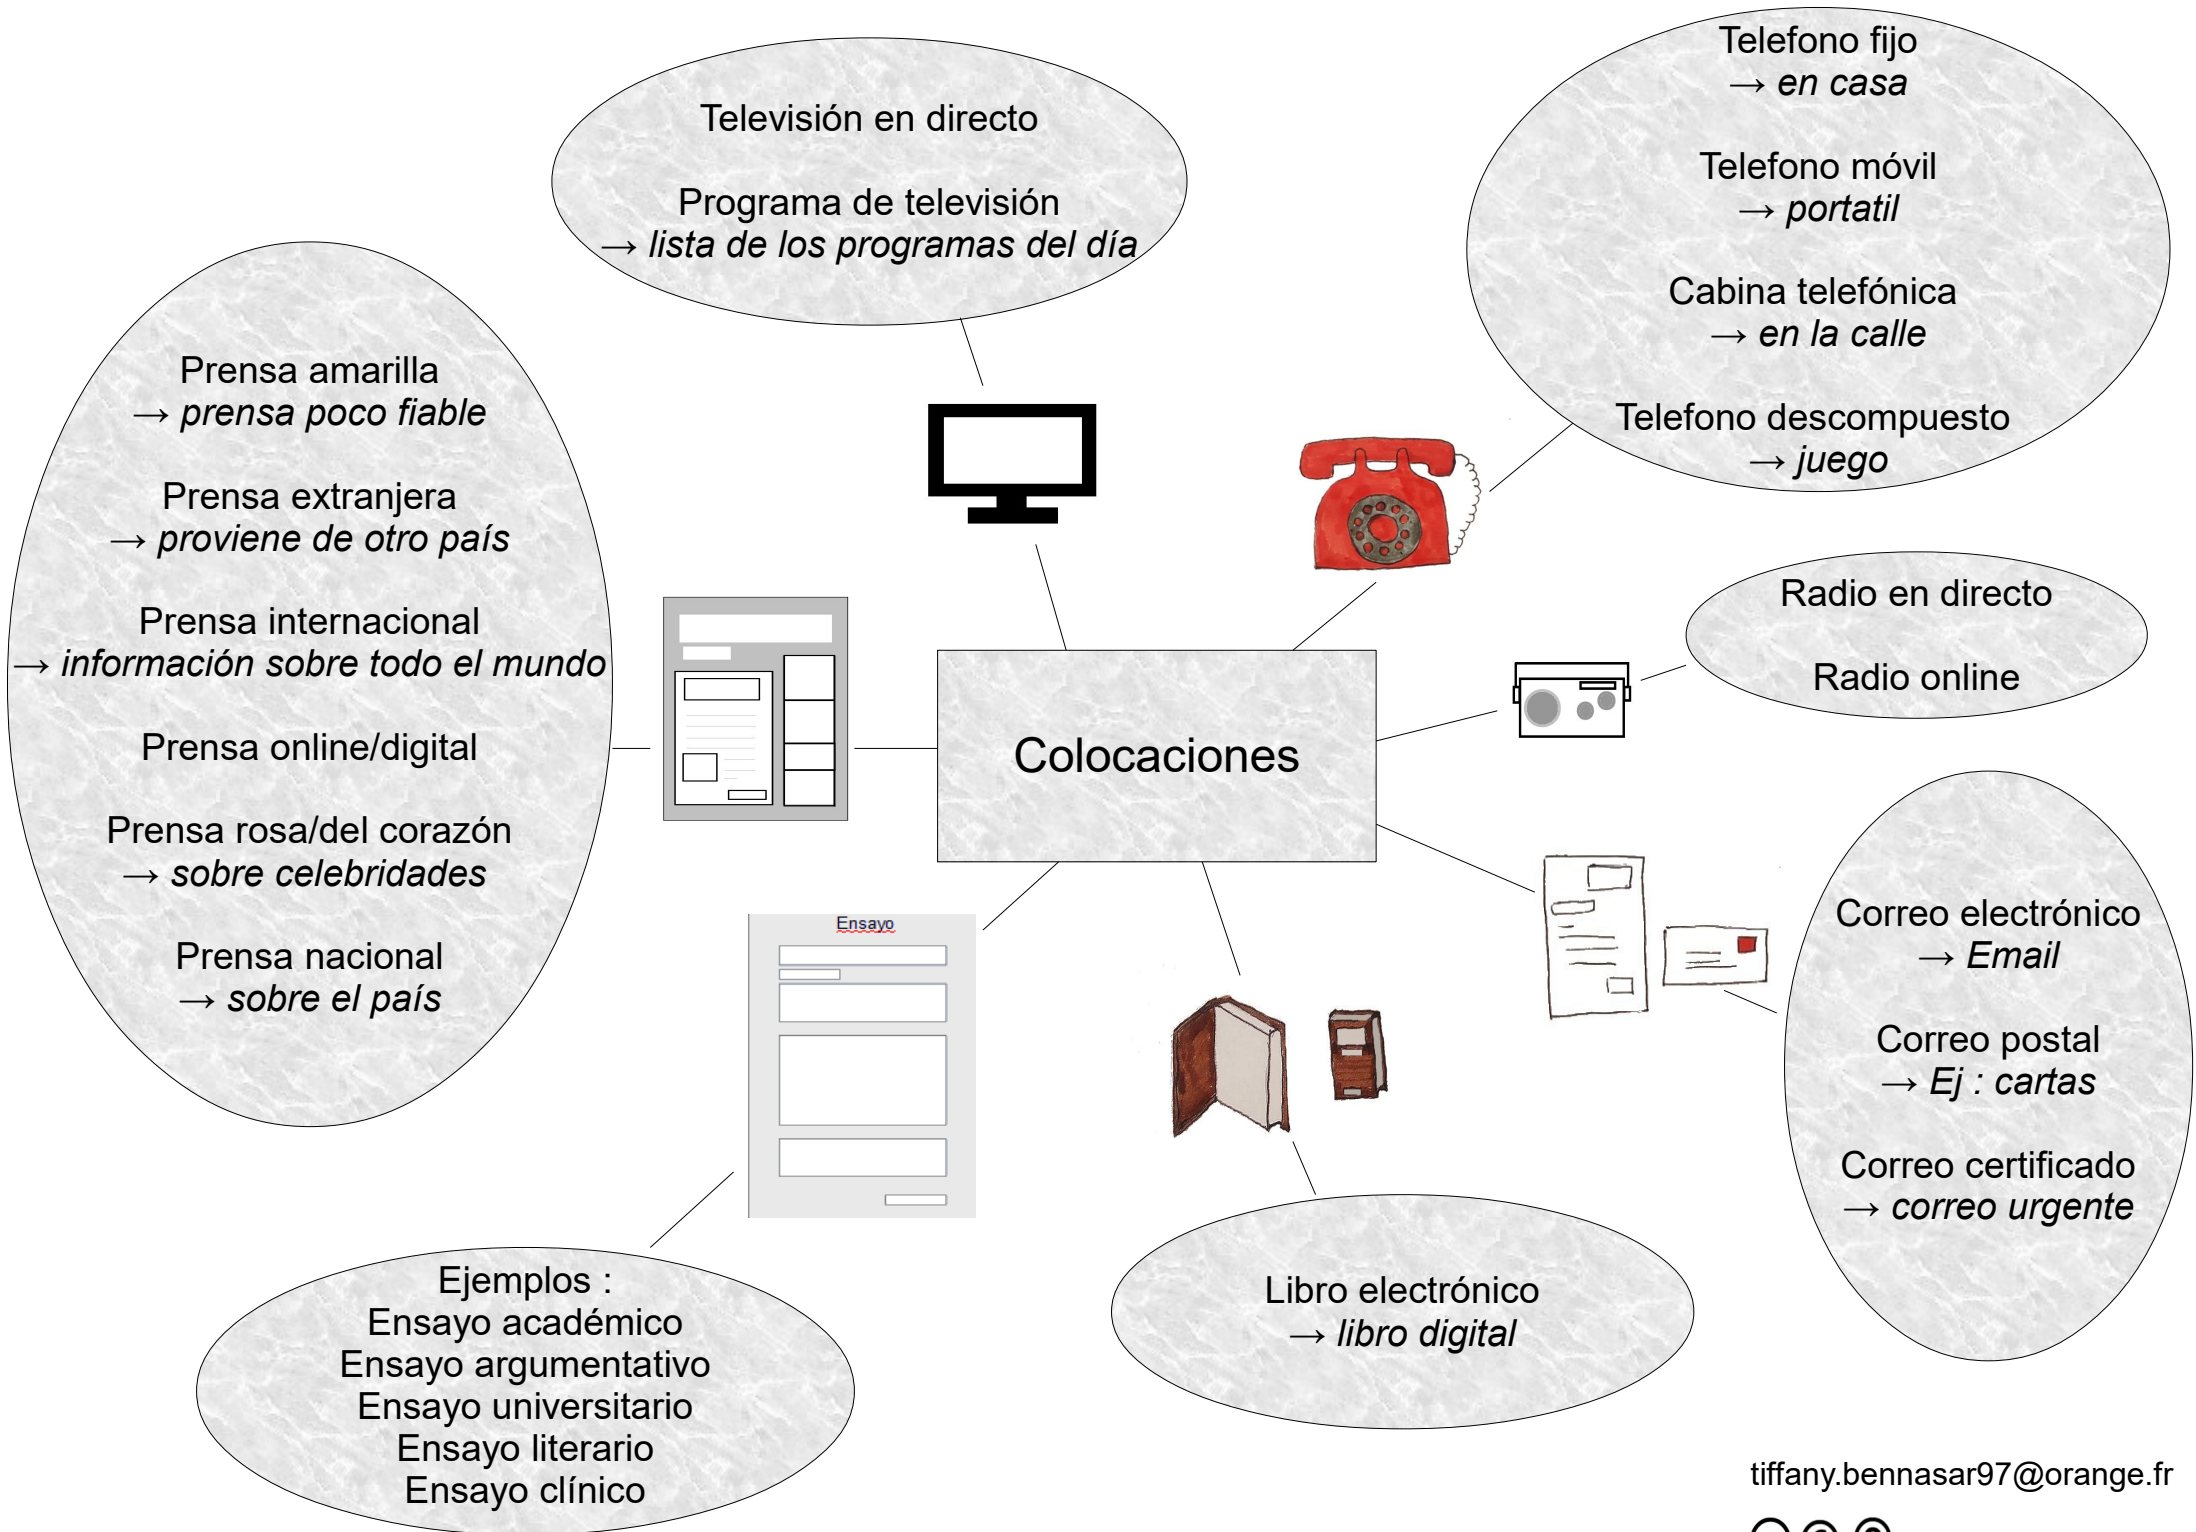 Televisión en directo
Programa de televisión
→ lista de los programas del día
Telefono fijo
→ en casa
Telefono móvil
→ portatil
Cabina telefónica
→ en la calle
Telefono descompuesto
→ juego
Prensa amarilla
→ prensa poco fiable
Prensa extranjera
→ proviene de otro país
Prensa internacional
→ información sobre todo el mundo
Prensa online/digital
Prensa rosa/del corazón
→ sobre celebridades
Prensa nacional
→ sobre el país
Colocaciones
Radio en directo
Radio online
Correo electrónico
→ Email
Correo postal
→ Ej : cartas
Correo certificado
→ correo urgente
Ensayo
Libro electrónico
→ libro digital
Ejemplos :
Ensayo académico
Ensayo argumentativo
Ensayo universitario
Ensayo literario
Ensayo clínico
tiffany.bennasar97@orange.fr